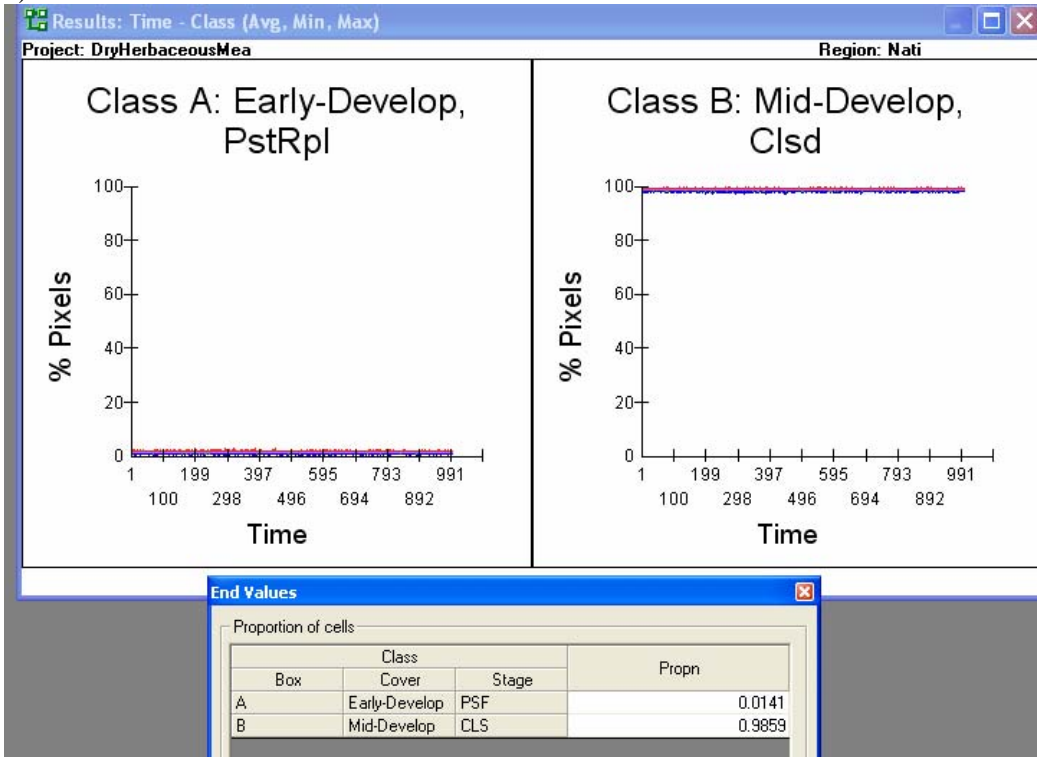 Results: Time - Class (Avg, Min, Max)
Project: DryHerbaceousMea Region: Nati
Class A: Early-Develop,
PstRpl
100
80
60
40
20
0
% Pixels
1 199 397 595 793 991
100 298 496 694 892
Time
Class B: Mid-Develop,
Clsd
100
80
60
40
20
0
% Pixels
1 199 397 595 793 991
100 298 496 694 892
Time
End Values
Proportion of cells
Class Propn
Box Cover Stage
A Early-Develop PSF 0.0141
B Mid-Develop CLS 0.9859